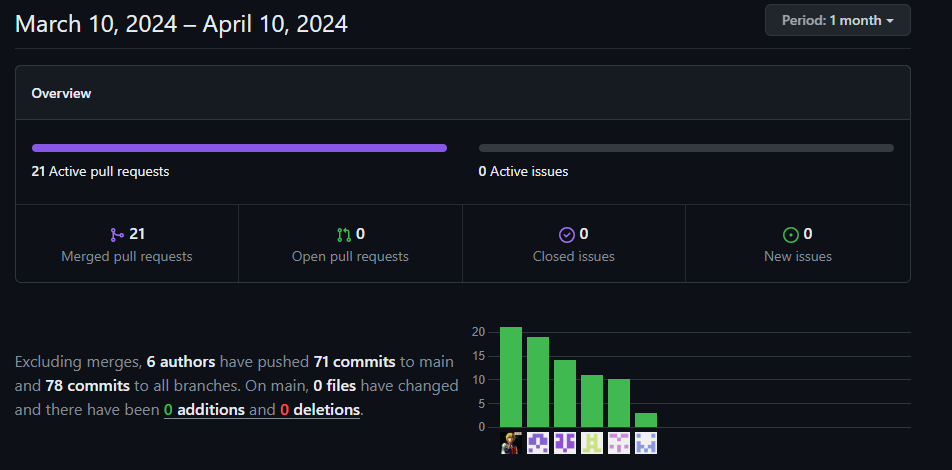 March 10, 2024 – April 10, 2024
Period: 1 month
Overview
21 Active pull requests
0 Active issues
21
Merged pull requests
0
Open pull requests
0
Closed issues
0
New issues
Excluding merges, 6 authors have pushed 71 commits to main
and 78 commits to all branches. On main, 0 files have changed
and there have been 0 additions and 0 deletions.
20
15
10
5
0